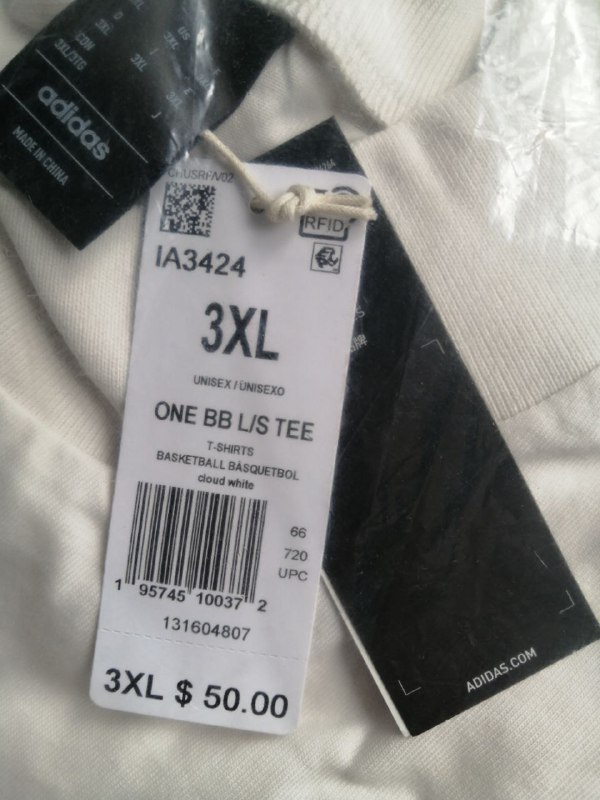 adidas
MADE IN CHINA
RFID
IA3424
3XL
UNISEX / UNISEXO
ONE BB L/S TEE
T-SHIRTS
BASKETBALL BÁSQUETBOL
cloud white
66
720
UPC
1 95745 10037 2
131604807
3XL $ 50.00
ADIDAS.COM